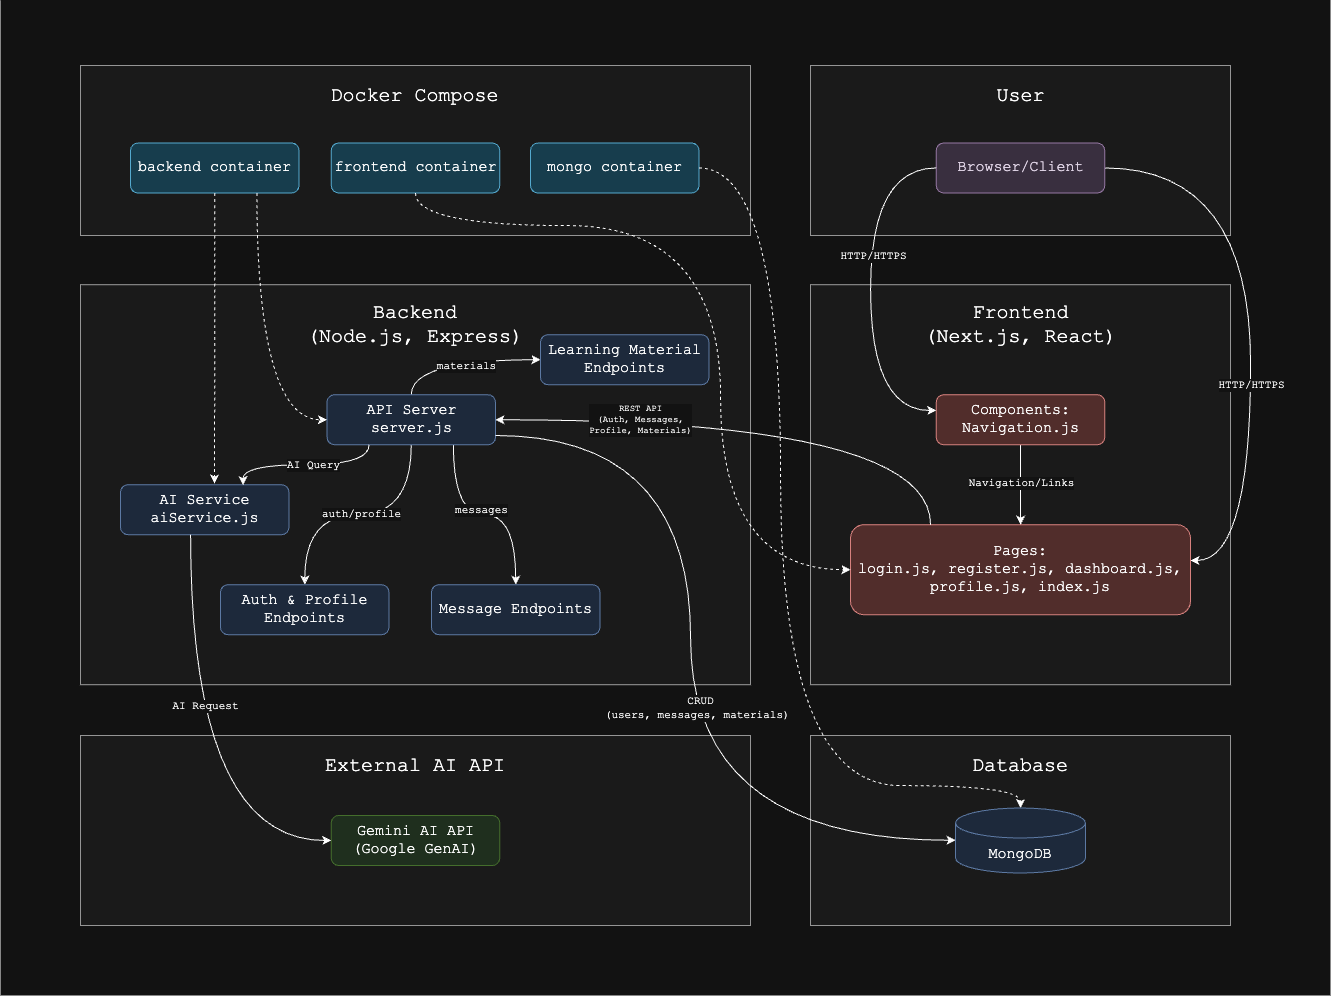 Docker Compose
backend container
frontend container
mongo container
User
Browser/Client
HTTP/HTTPS
HTTP/HTTPS
Backend
(Node.js, Express)
Learning Material
Endpoints
materials
API Server
server.js
REST API
(Auth, Messages,
Profile, Materials)
AI Query
AI Service
aiService.js
auth/profile
messages
Auth & Profile
Endpoints
Message Endpoints
Frontend
(Next.js, React)
Components:
Navigation.js
Navigation/Links
Pages:
login.js, register.js, dashboard.js,
profile.js, index.js
AI Request
CRUD
(users, messages, materials)
External AI API
Gemini AI API
(Google GenAI)
Database
MongoDB